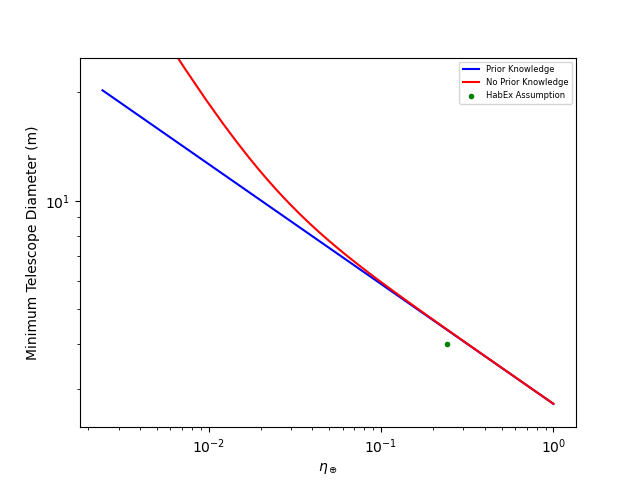 Prior Knowledge
No Prior Knowledge
HabEx Assumption
Minimum Telescope Diameter (m)
10¹
10⁻² 10⁻¹ 10⁰
η⊕